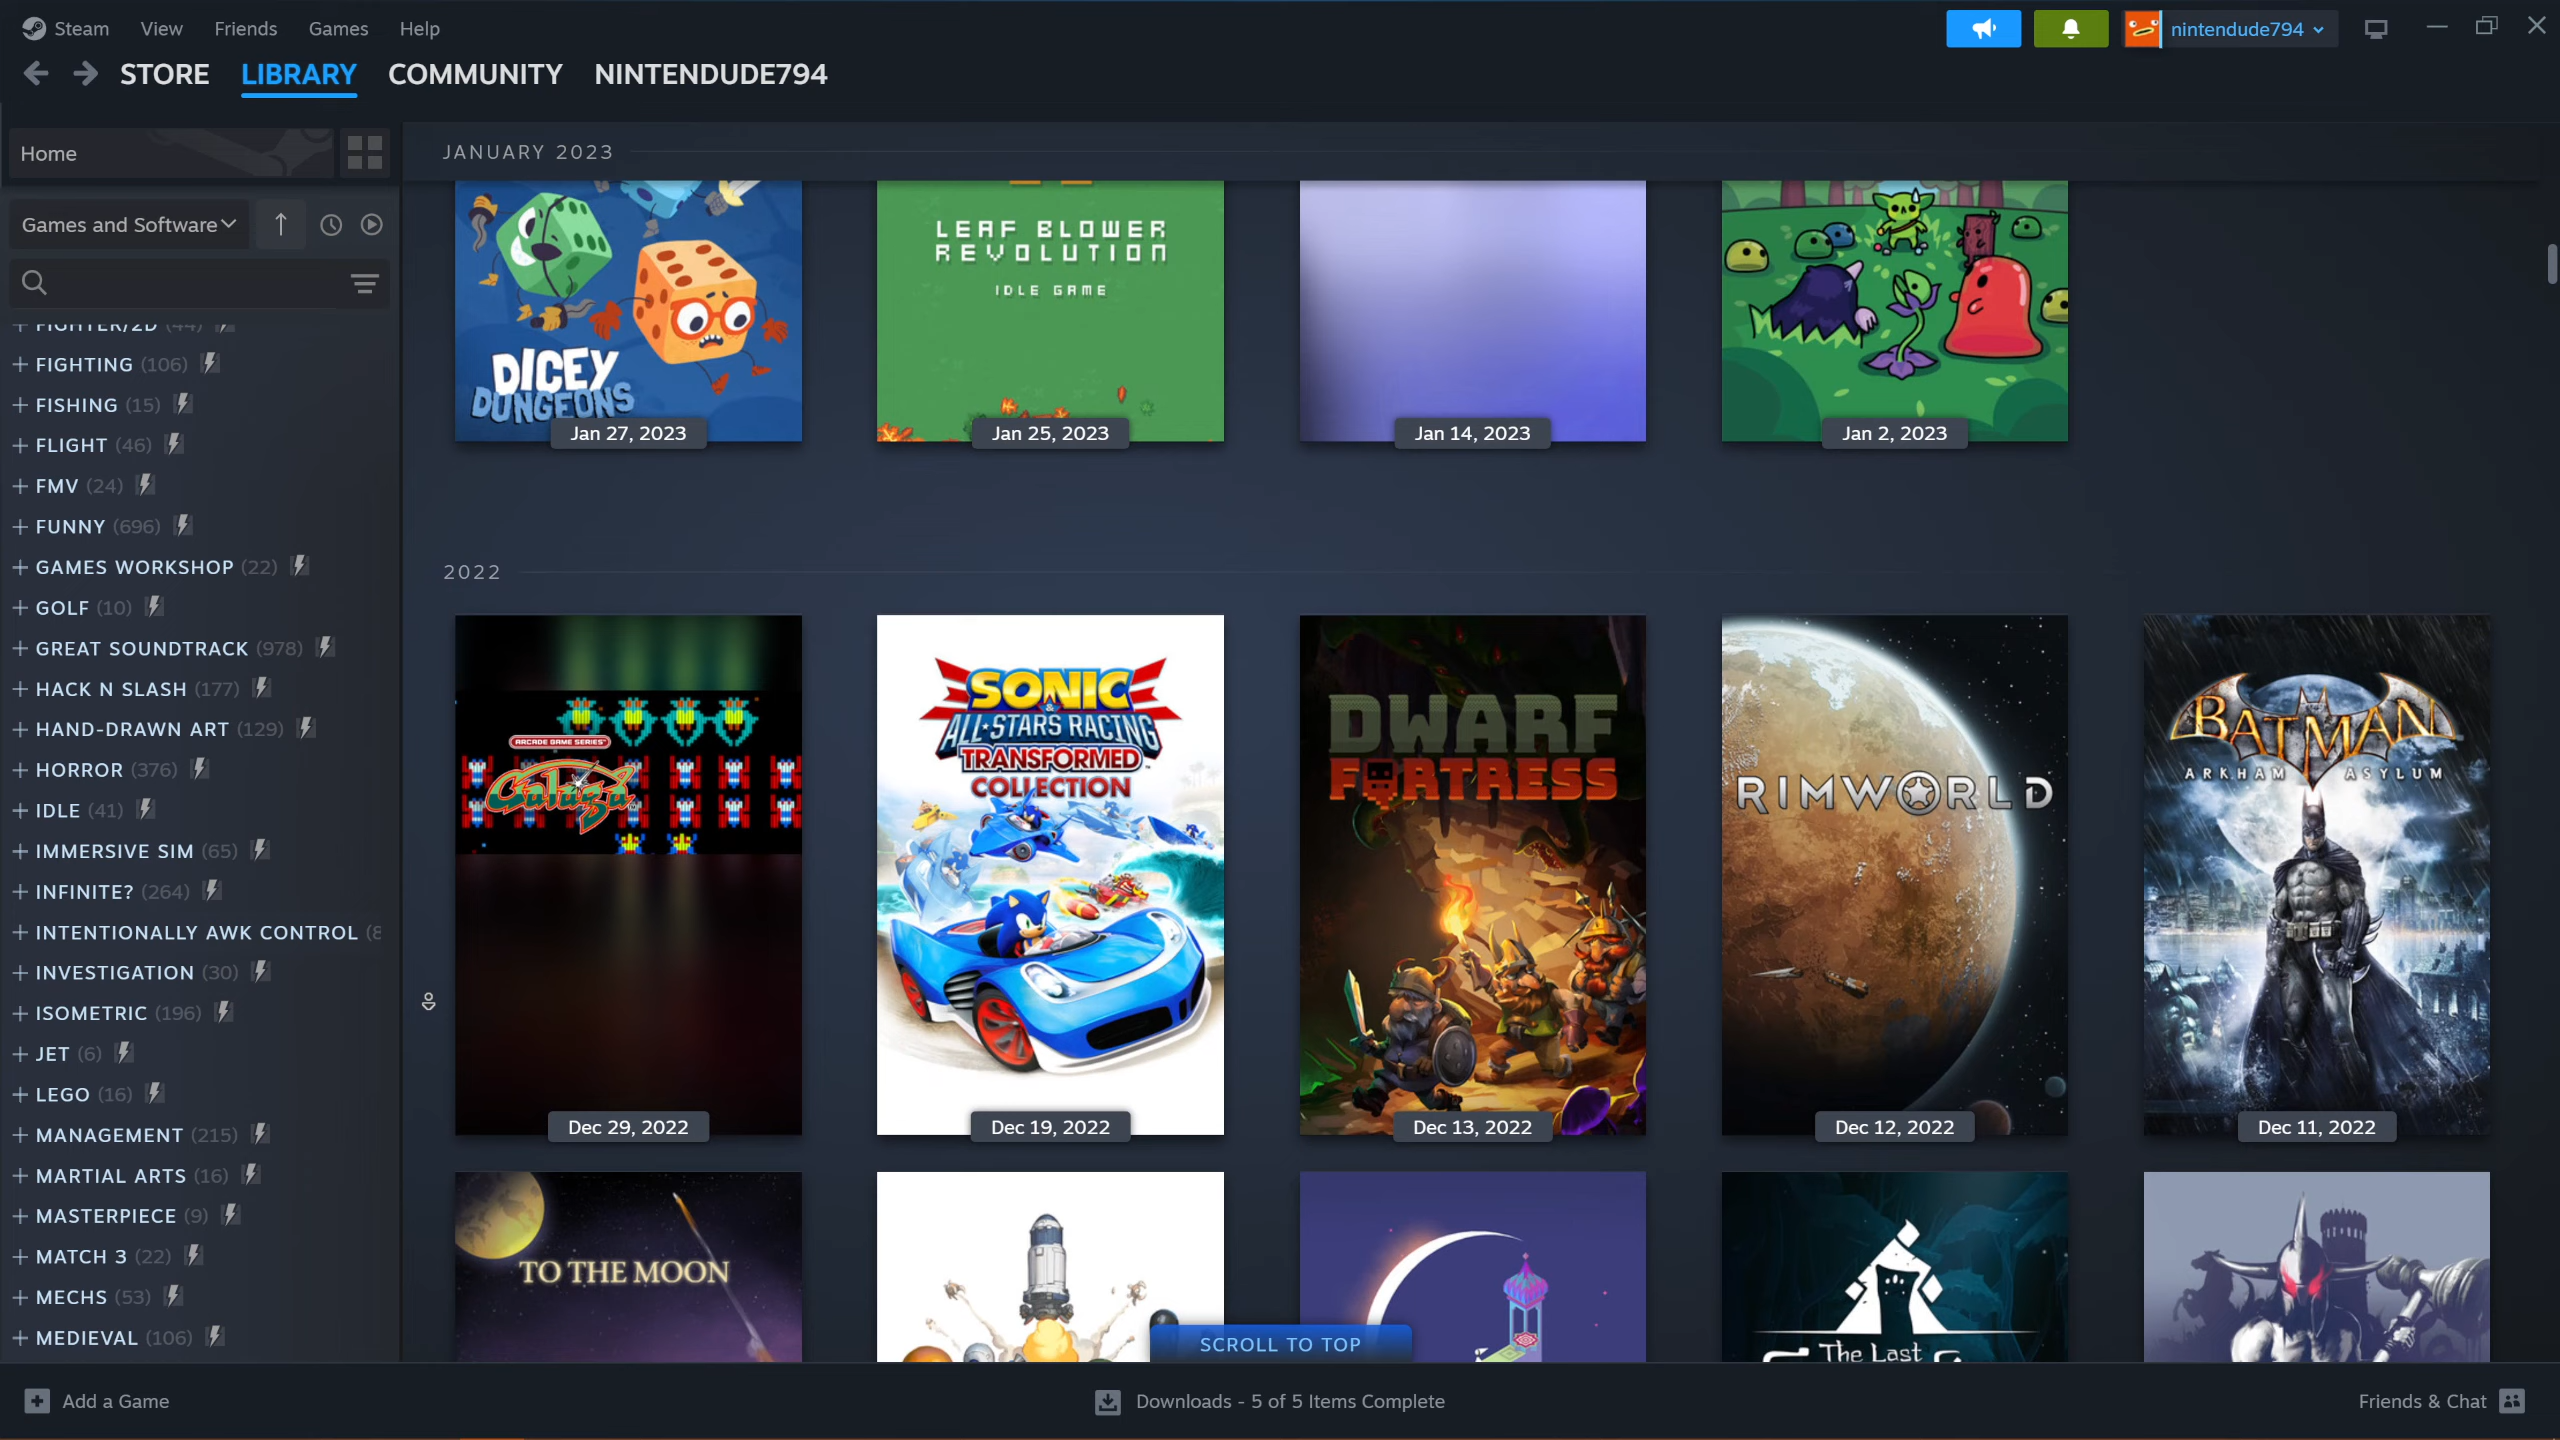 Steam View Friends Games Help
nintendude794
STORE LIBRARY COMMUNITY NINTENDUDE794
Home
Games and Software
FIGHTER/2D (44)
FIGHTING (106)
FISHING (15)
FLIGHT (46)
FMV (24)
FUNNY (696)
GAMES WORKSHOP (22)
GOLF (10)
GREAT SOUNDTRACK (978)
HACK N SLASH (177)
HAND-DRAWN ART (129)
HORROR (376)
IDLE (41)
IMMERSIVE SIM (65)
INFINITE? (264)
INTENTIONALLY AWK CONTROL (8
INVESTIGATION (30)
ISOMETRIC (196)
JET (6)
LEGO (16)
MANAGEMENT (215)
MARTIAL ARTS (16)
MASTERPIECE (9)
MATCH 3 (22)
MECHS (53)
MEDIEVAL (106)
JANUARY 2023
DICEY
DUNGEONS
Jan 27, 2023
LEAF BLOWER
REVOLUTION
IDLE GAME
Jan 25, 2023
Jan 14, 2023
Jan 2, 2023
2022
ARCADE GAME SERIES
Galaga
Dec 29, 2022
SONIC
&
ALL-STARS RACING
TRANSFORMED
COLLECTION
Dec 19, 2022
DWARF
FORTRESS
Dec 13, 2022
RIMWORLD
Dec 12, 2022
BATMAN
ARKHAM ASYLUM
Dec 11, 2022
TO THE MOON
The Last
SCROLL TO TOP
Add a Game
Downloads - 5 of 5 Items Complete
Friends & Chat